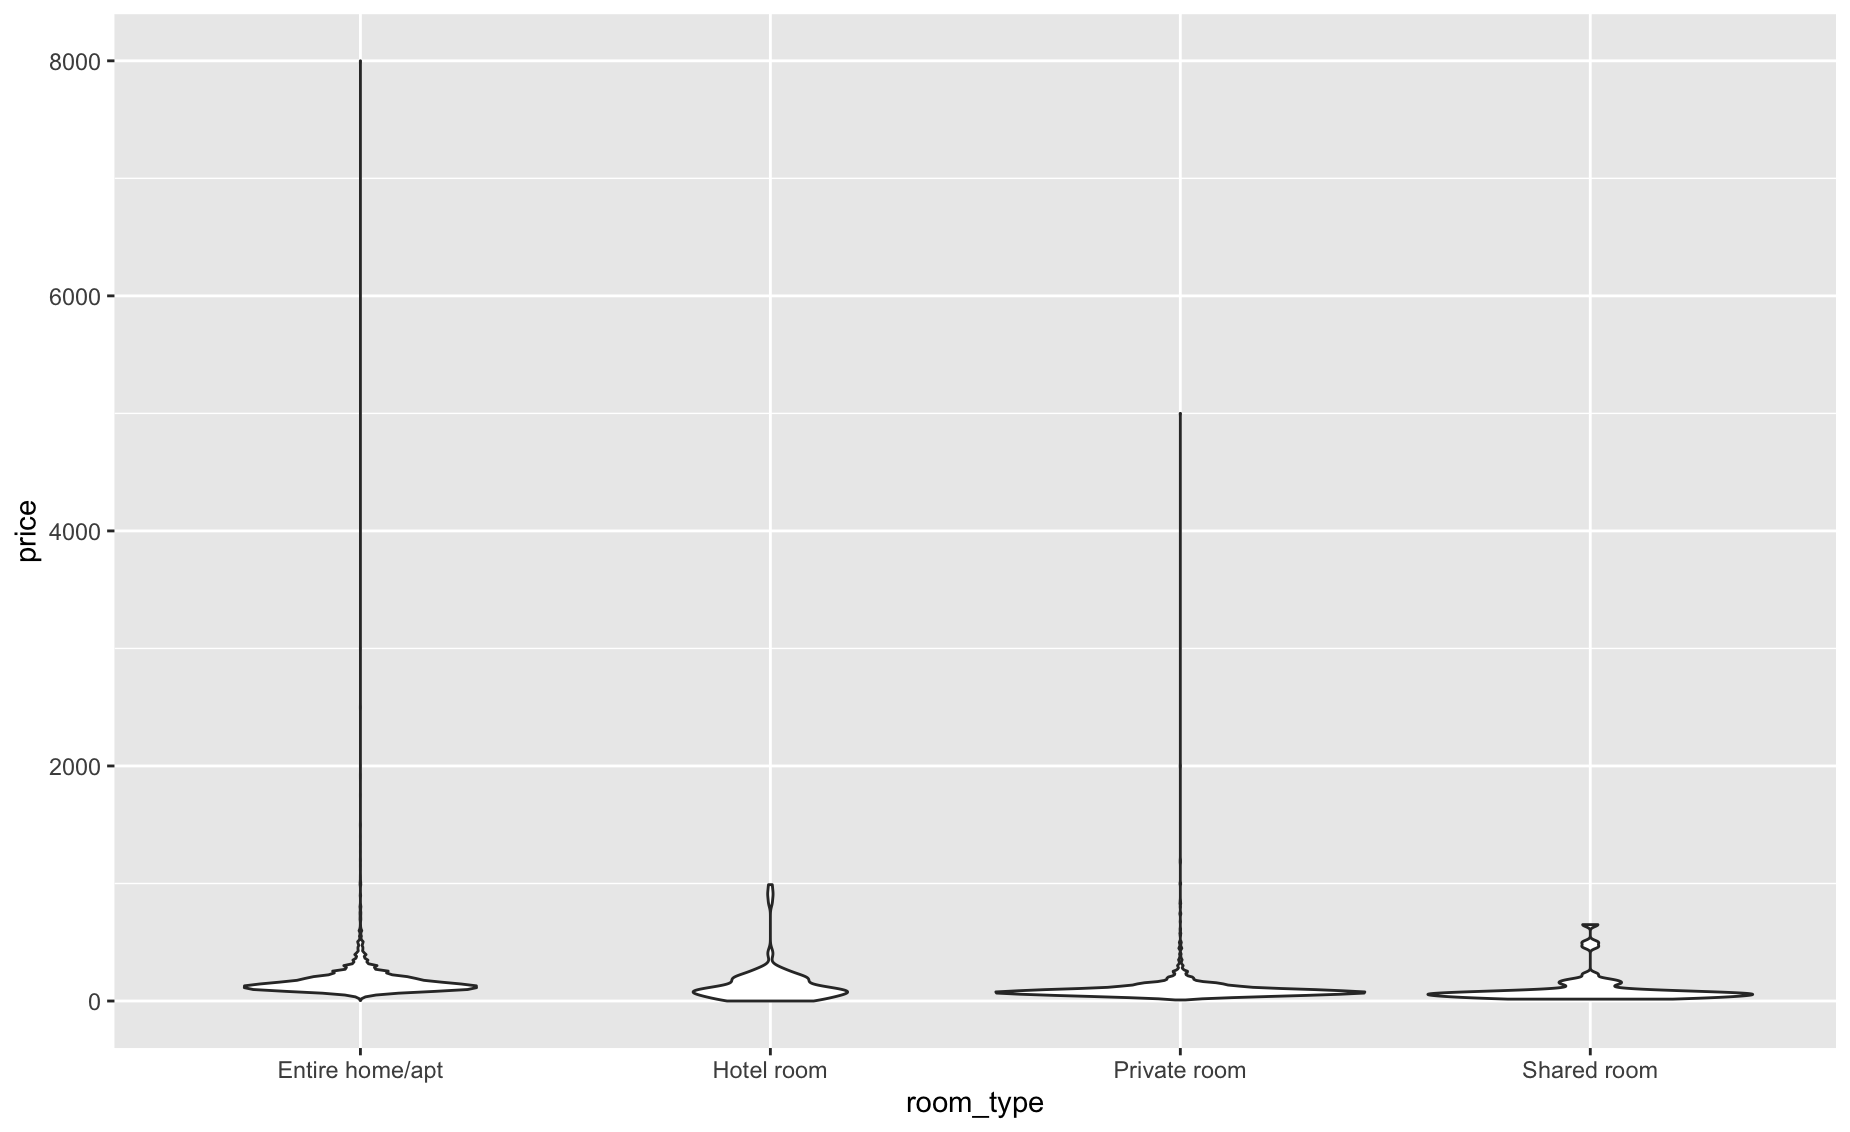 8000
6000
4000
2000
0
price
Entire home/apt
Hotel room
Private room
Shared room
room_type